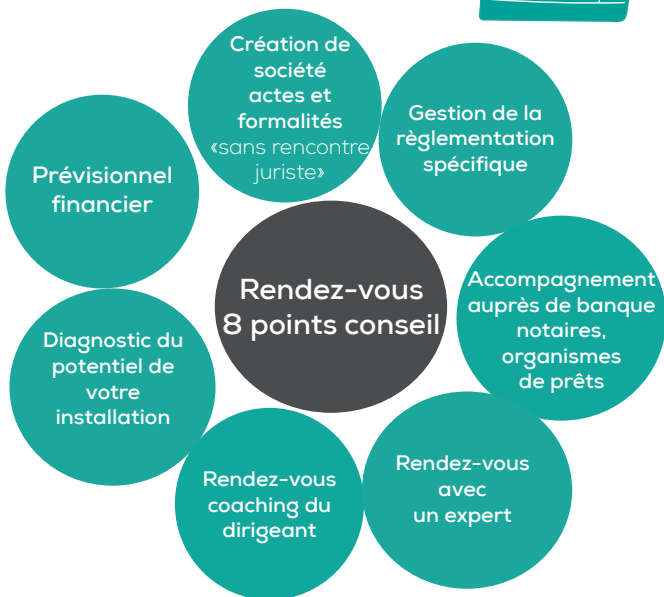 Création de
société
actes et
formalités
«sans rencontre
juriste»
Gestion de la
règlementation
spécifique
Prévisionnel
financier
Rendez-vous
8 points conseil
Accompagnement
auprès de banque
notaires,
organismes
de prêts
Diagnostic du
potentiel de
votre
installation
Rendez-vous
avec
un expert
Rendez-vous
coaching du
dirigeant